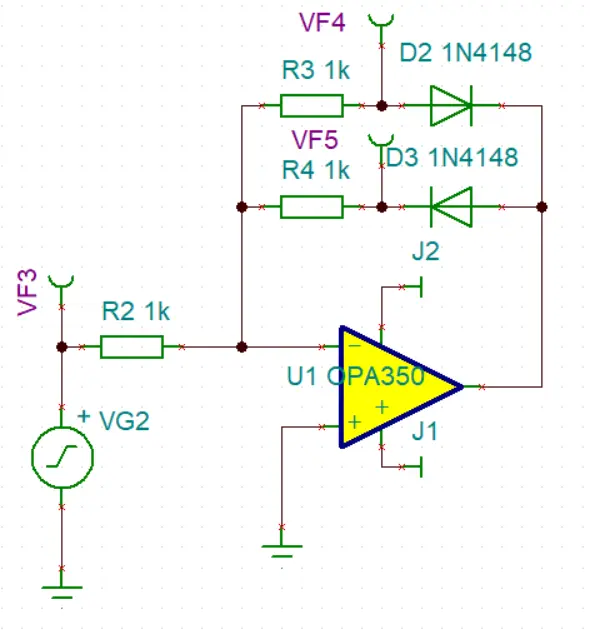 VF4
D2 1N4148
R3 1k
VF5
D3 1N4148
R4 1k
J2
VF3
R2 1k
U1 OPA350
+ VG2
J1